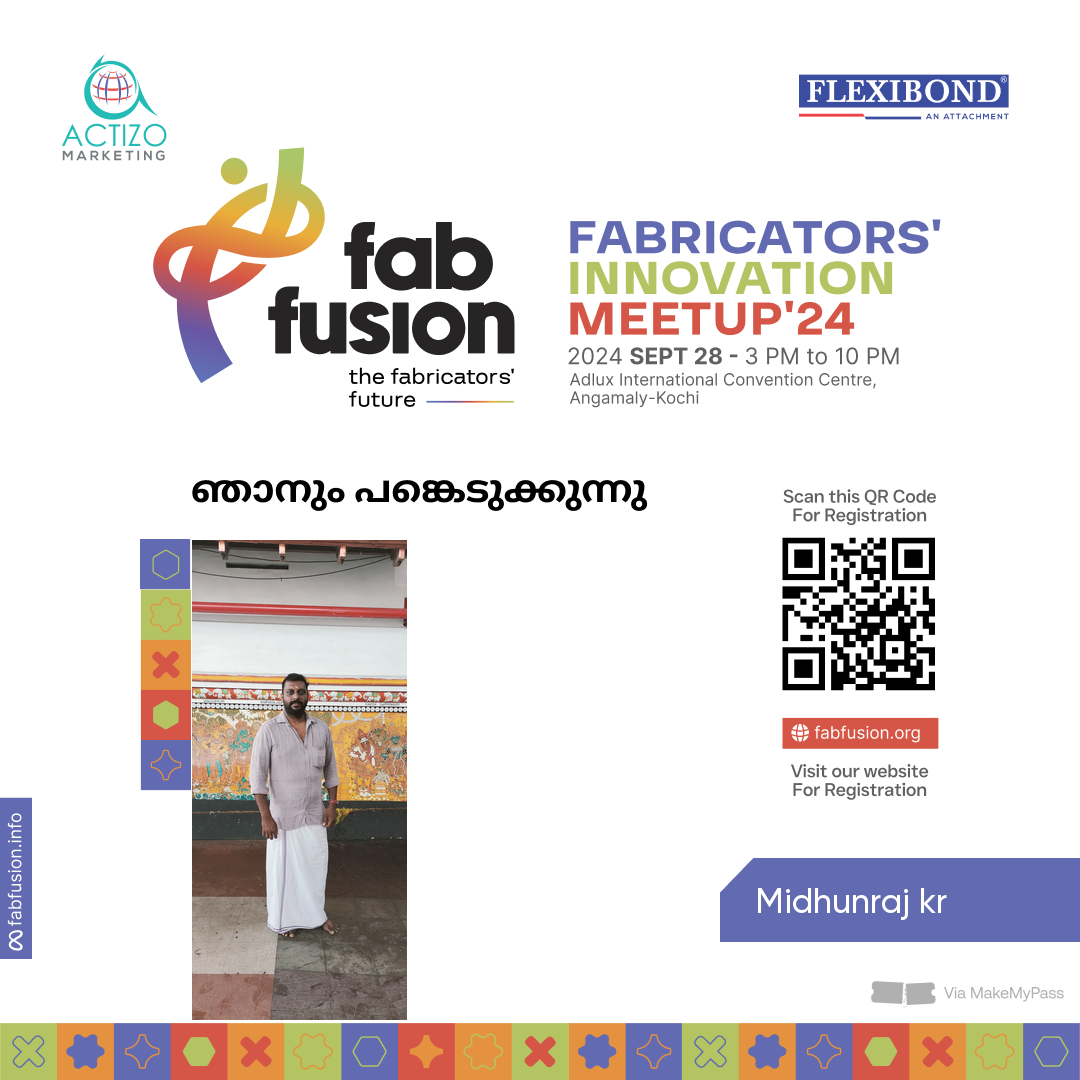 ACTIZO
MARKETING
FLEXIBOND®
AN ATTACHMENT
fab
fusion
the fabricators'
future
FABRICATORS'
INNOVATION
MEETUP'24
2024 SEPT 28 - 3 PM to 10 PM
Adlux International Convention Centre,
Angamaly-Kochi
ഞാനും പങ്കെടുക്കുന്നു
Scan this QR Code
For Registration
fabfusion.org
Visit our website
For Registration
fabfusion.info
Midhunraj kr
Via MakeMyPass